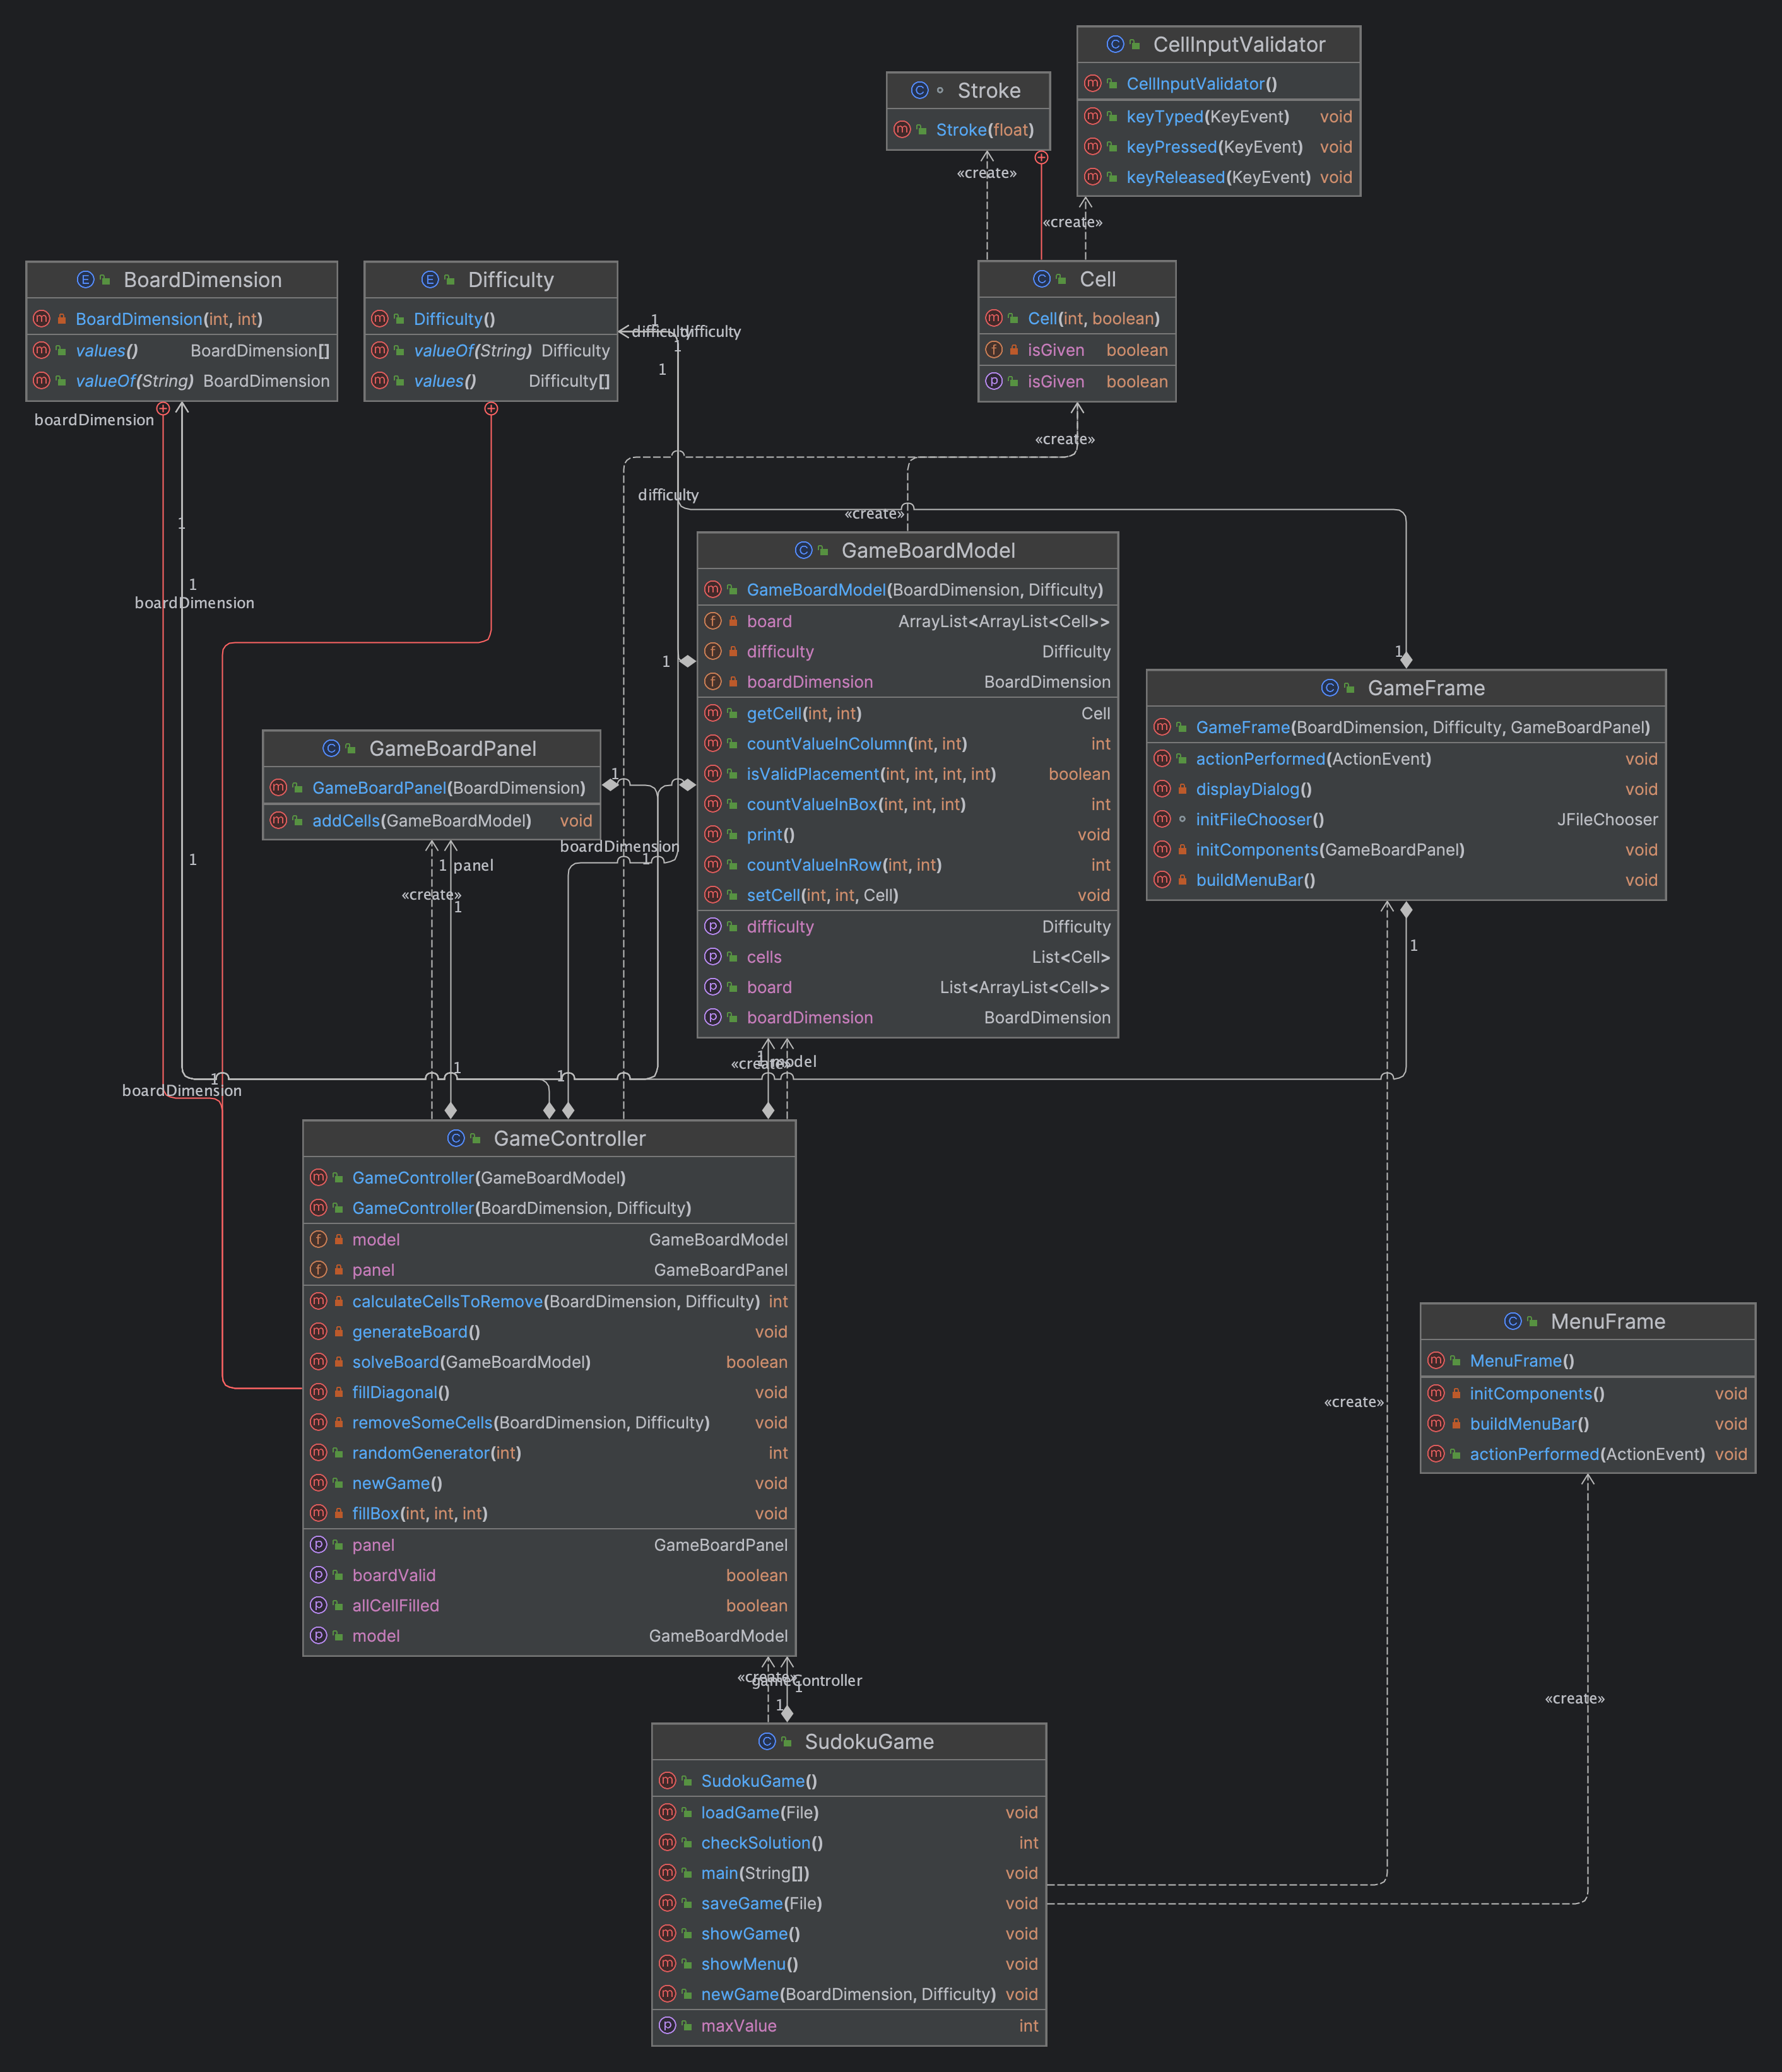 CellInputValidator
CellInputValidator()
keyTyped(KeyEvent) void
keyPressed(KeyEvent) void
keyReleased(KeyEvent) void
Stroke
Stroke(float)
«create»
«create»
BoardDimension
BoardDimension(int, int)
values() BoardDimension[]
valueOf(String) BoardDimension
Difficulty
Difficulty()
valueOf(String) Difficulty
values() Difficulty[]
Cell
Cell(int, boolean)
isGiven boolean
isGiven boolean
1
difficulty
difficulty
1
1
boardDimension
«create»
difficulty
«create»
1
1
boardDimension
GameBoardModel
GameBoardModel(BoardDimension, Difficulty)
board ArrayList<ArrayList<Cell>>
difficulty Difficulty
boardDimension BoardDimension
getCell(int, int) Cell
countValueInColumn(int, int) int
isValidPlacement(int, int, int, int) boolean
countValueInBox(int, int, int) int
print() void
countValueInRow(int, int) int
setCell(int, int, Cell) void
difficulty Difficulty
cells List<Cell>
board List<ArrayList<Cell>>
boardDimension BoardDimension
1
1
GameFrame
GameFrame(BoardDimension, Difficulty, GameBoardPanel)
actionPerformed(ActionEvent) void
displayDialog() void
initFileChooser() JFileChooser
initComponents(GameBoardPanel) void
buildMenuBar() void
1
GameBoardPanel
GameBoardPanel(BoardDimension)
addCells(GameBoardModel) void
1
boardDimension
1
1
1 panel
«create»
1
«create»
1
model
1
1
1
boardDimension
GameController
GameController(GameBoardModel)
GameController(BoardDimension, Difficulty)
model GameBoardModel
panel GameBoardPanel
calculateCellsToRemove(BoardDimension, Difficulty) int
generateBoard() void
solveBoard(GameBoardModel) boolean
fillDiagonal() void
removeSomeCells(BoardDimension, Difficulty) void
randomGenerator(int) int
newGame() void
fillBox(int, int, int) void
panel GameBoardPanel
boardValid boolean
allCellFilled boolean
model GameBoardModel
MenuFrame
MenuFrame()
initComponents() void
buildMenuBar() void
actionPerformed(ActionEvent) void
«create»
«create»
«create»
gameController
1
1
SudokuGame
SudokuGame()
loadGame(File) void
checkSolution() int
main(String[]) void
saveGame(File) void
showGame() void
showMenu() void
newGame(BoardDimension, Difficulty) void
maxValue int